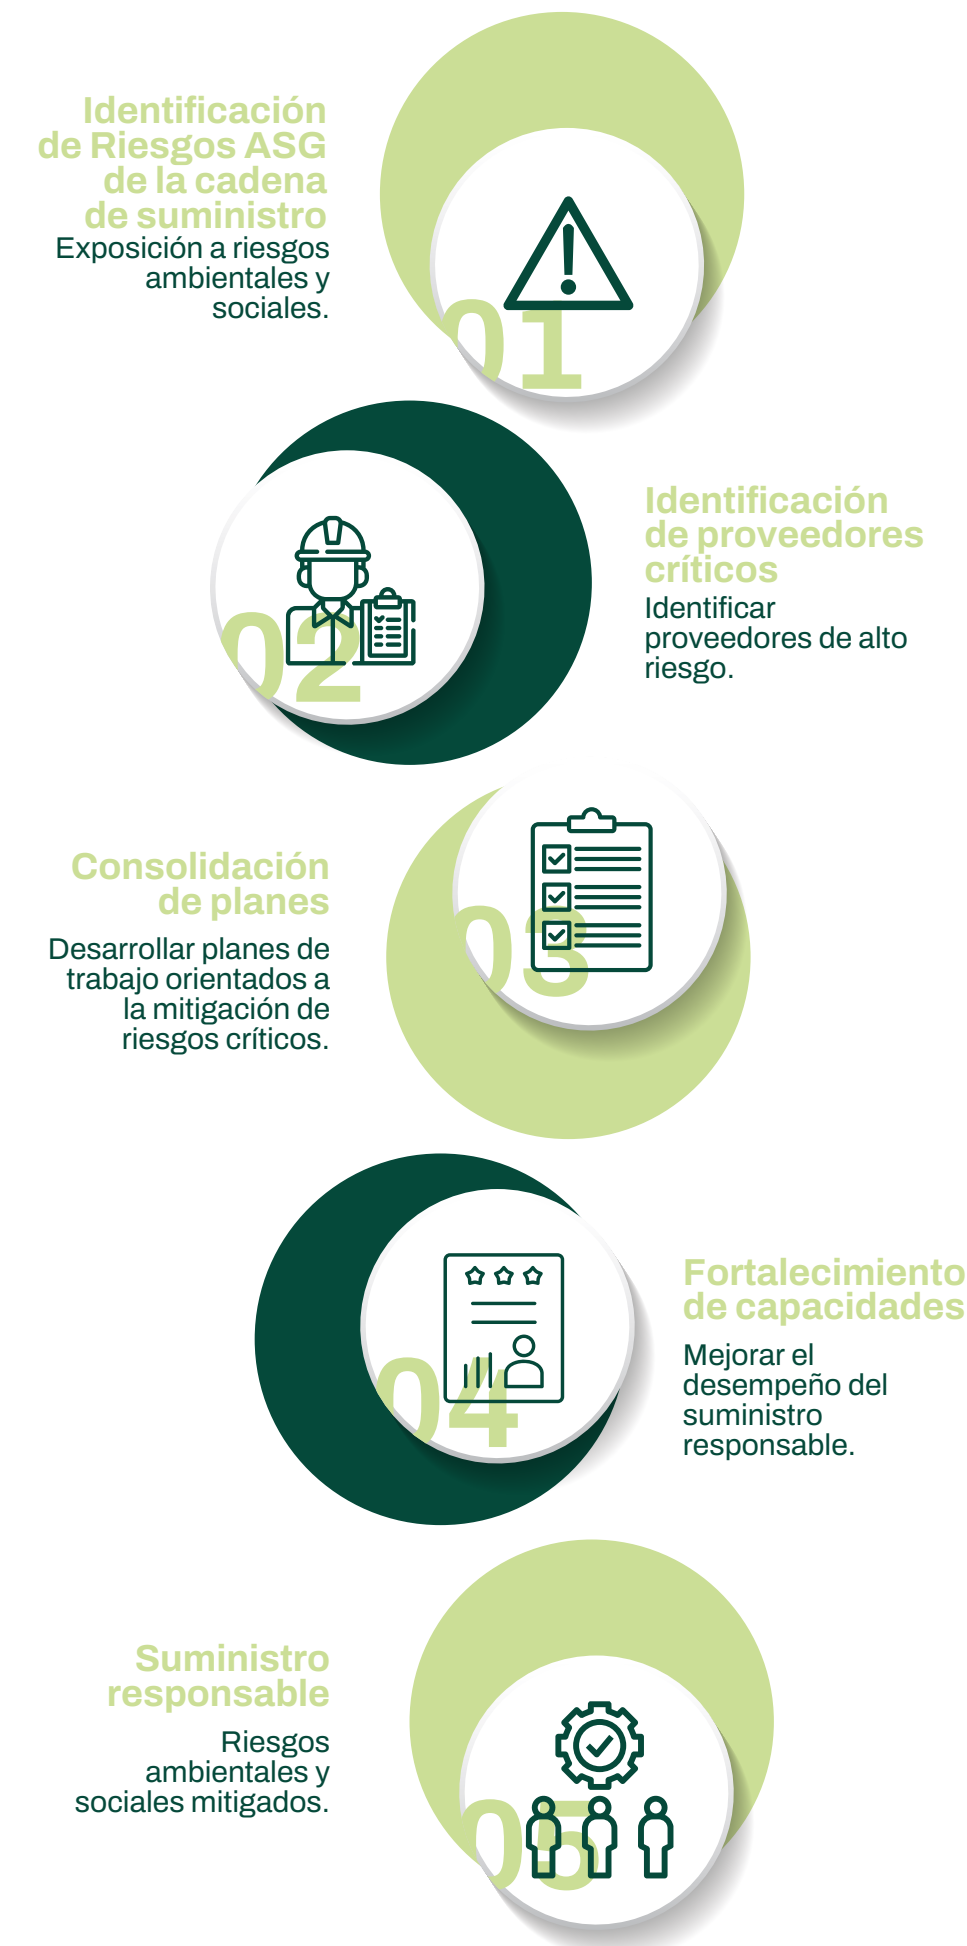 Identificación
de Riesgos ASG
de la cadena
de suministro
Exposición a riesgos
ambientales y
sociales.
01
Identificación
de proveedores
críticos
Identificar
proveedores de alto
riesgo.
02
Consolidación
de planes
Desarrollar planes de
trabajo orientados a
la mitigación de
riesgos críticos.
03
Fortalecimiento
de capacidades
Mejorar el
desempeño del
suministro
responsable.
04
Suministro
responsable
Riesgos
ambientales y
sociales mitigados.
05